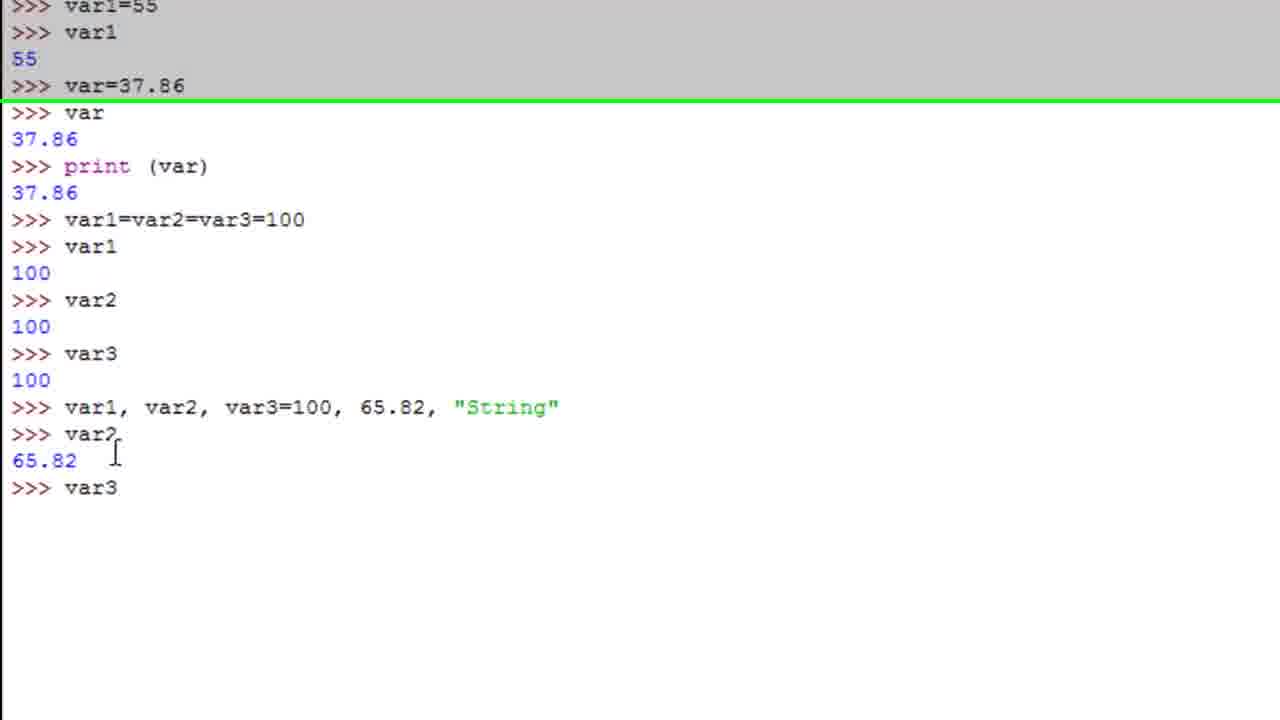 >>> var1=55
>>> var1
55
>>> var=37.86
>>> var
37.86
>>> print (var)
37.86
>>> var1=var2=var3=100
>>> var1
100
>>> var2
100
>>> var3
100
>>> var1, var2, var3=100, 65.82, "String"
>>> var2
65.82
>>> var3